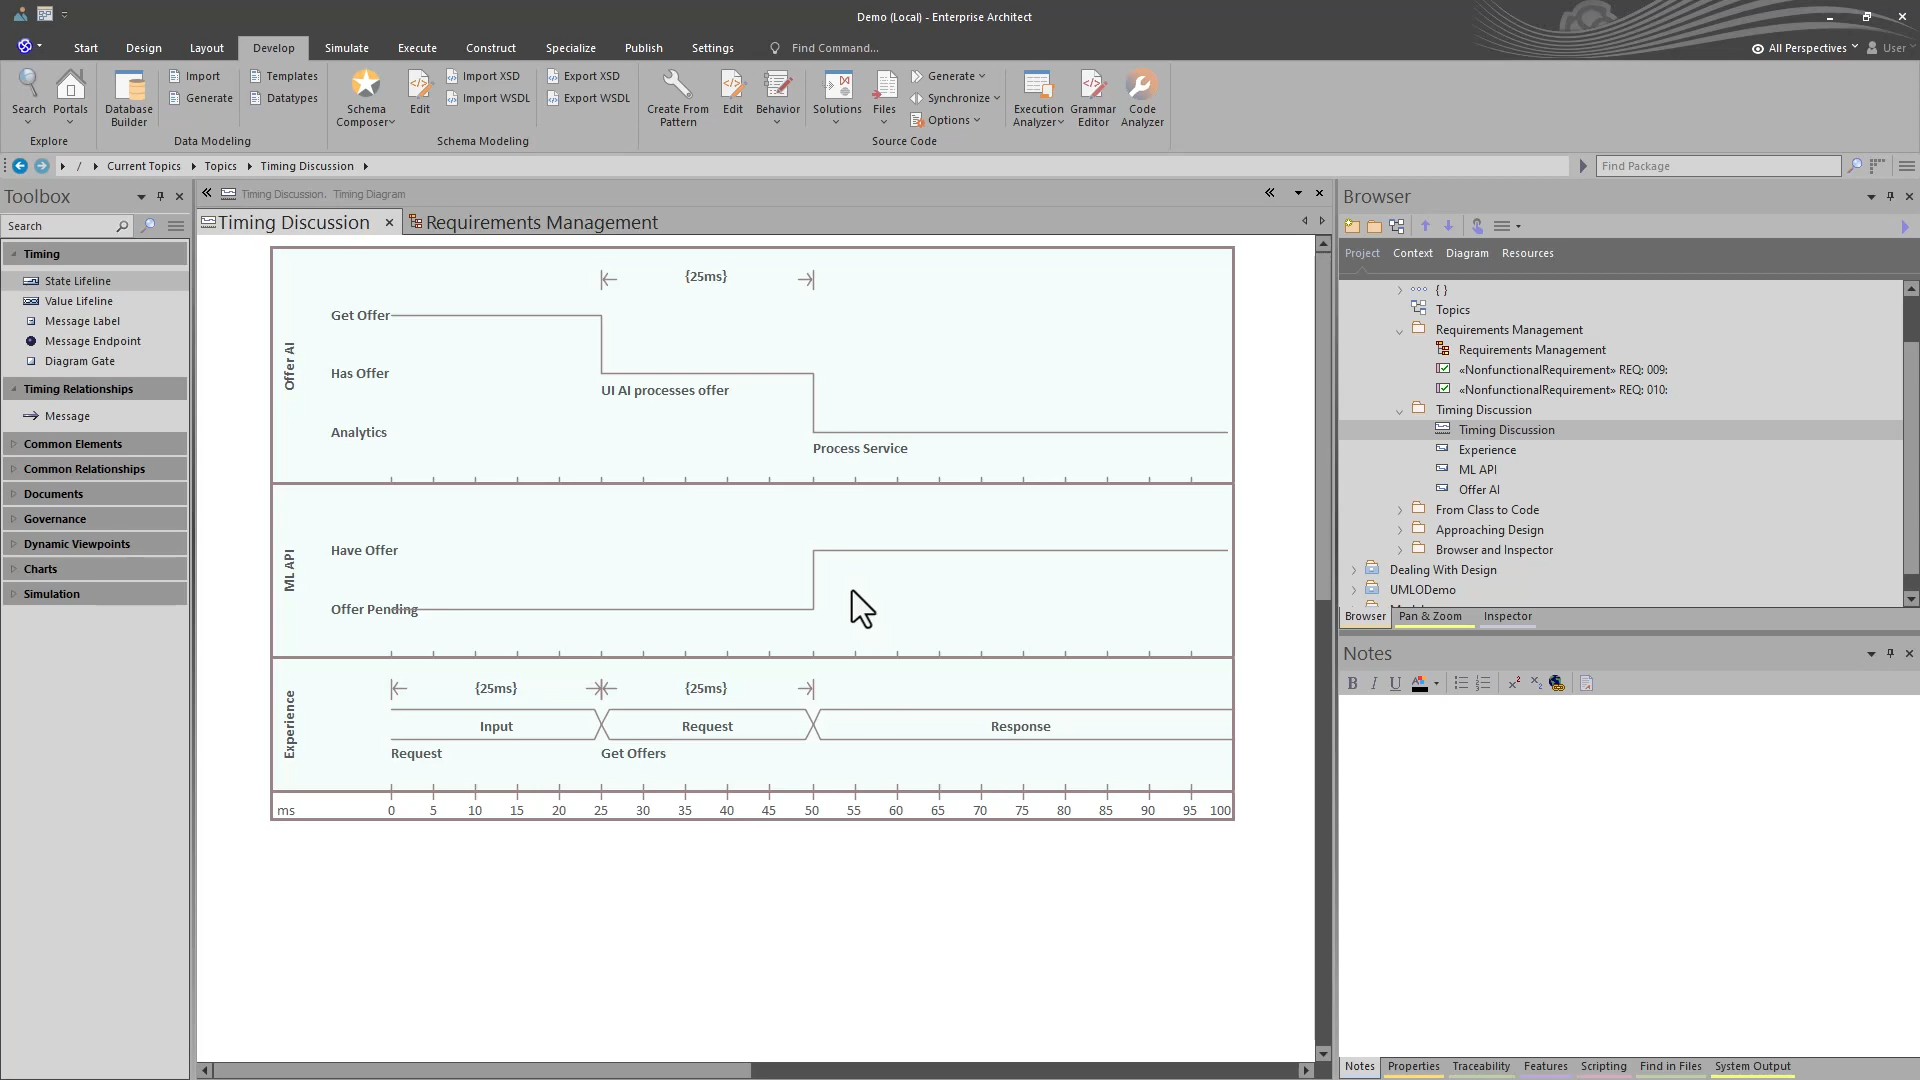 Demo (Local) - Enterprise Architect
Start Design Layout Develop Simulate Execute Construct Specialize Publish Settings Find Command... All Perspectives User
Search Portals Database Builder Import Generate Templates Datatypes Schema Composer Edit Import XSD Import WSDL Export XSD Export WSDL Create From Pattern Edit Behavior Solutions Files Generate Synchronize Options Execution Analyzer Grammar Editor Code Analyzer
Explore Data Modeling Schema Modeling Source Code
/ Current Topics Topics Timing Discussion Find Package
Toolbox
Search
Timing
State Lifeline
Value Lifeline
Message Label
Message Endpoint
Diagram Gate
Timing Relationships
Message
Common Elements
Common Relationships
Documents
Governance
Dynamic Viewpoints
Charts
Simulation
Timing Discussion. Timing Diagram
Timing Discussion Requirements Management
{25ms}
Offer AI
Get Offer
Has Offer
UI AI processes offer
Analytics
Process Service
ML API
Have Offer
Offer Pending
Experience
{25ms} {25ms}
Input Request Response
Request Get Offers
ms 0 5 10 15 20 25 30 35 40 45 50 55 60 65 70 75 80 85 90 95 100
Browser
Project Context Diagram Resources
{ }
Topics
Requirements Management
Requirements Management
«NonfunctionalRequirement» REQ: 009:
«NonfunctionalRequirement» REQ: 010:
Timing Discussion
Timing Discussion
Experience
ML API
Offer AI
From Class to Code
Approaching Design
Browser and Inspector
Dealing With Design
UMLODemo
Browser Pan & Zoom Inspector
Notes
B I U A
Notes Properties Traceability Features Scripting Find in Files System Output